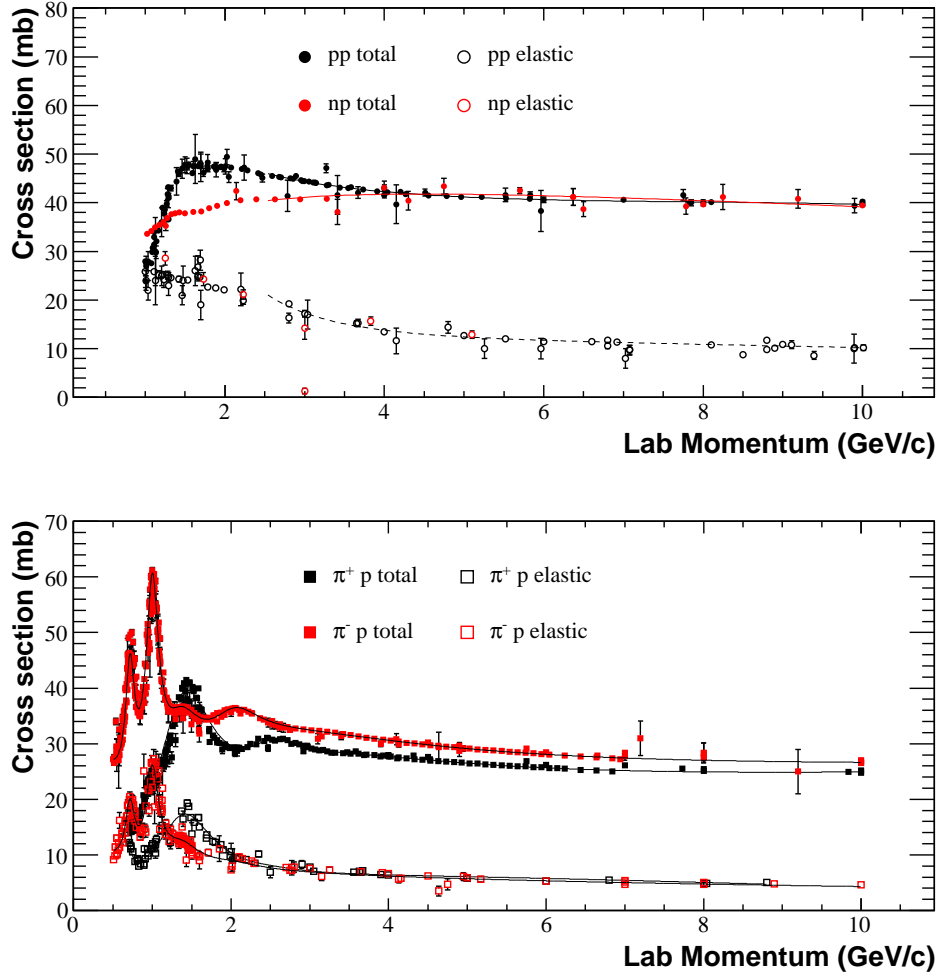 80
70
60
50
40
30
20
10
0
Cross section (mb)
pp total
pp elastic
np total
np elastic
2 4 6 8 10
Lab Momentum (GeV/c)
70
60
50
40
30
20
10
0
Cross section (mb)
π⁺ p total
π⁺ p elastic
π⁻ p total
π⁻ p elastic
0 2 4 6 8 10
Lab Momentum (GeV/c)